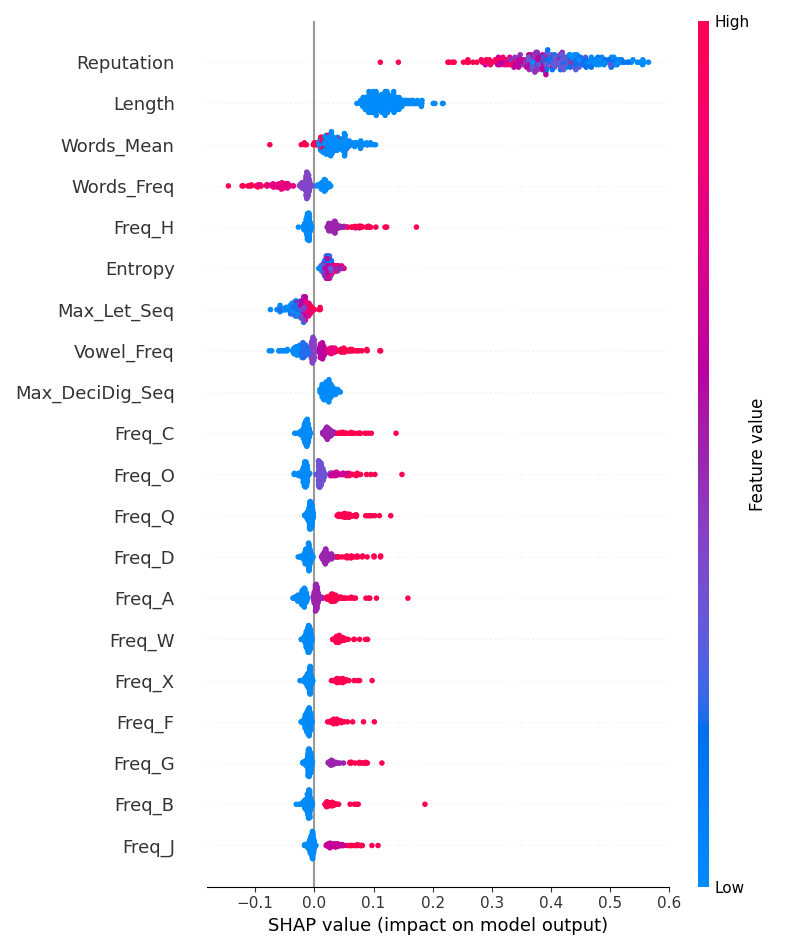 High
Reputation
Length
Words_Mean
Words_Freq
Freq_H
Entropy
Max_Let_Seq
Vowel_Freq
Max_DeciDig_Seq
Freq_C
Freq_O
Freq_Q
Freq_D
Freq_A
Freq_W
Freq_X
Freq_F
Freq_G
Freq_B
Freq_J
Feature value
Low
−0.1 0.0 0.1 0.2 0.3 0.4 0.5 0.6
SHAP value (impact on model output)